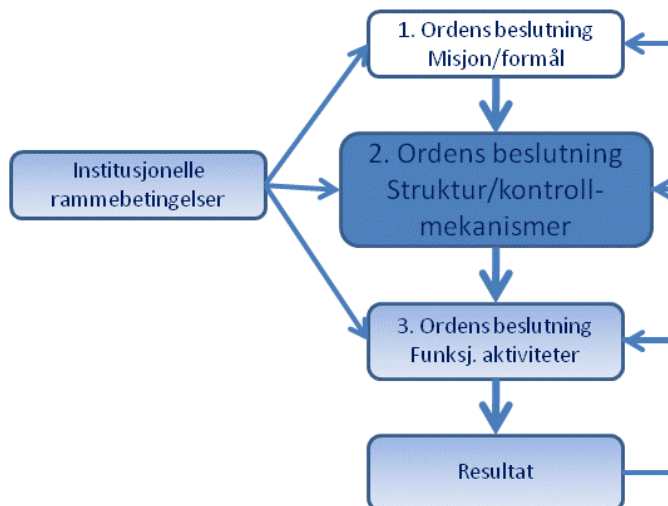 1. Ordens beslutning
Misjon/formål
Institusjonelle
rammebetingelser
2. Ordens beslutning
Struktur/kontroll-
mekanismer
3. Ordens beslutning
Funksj. aktiviteter
Resultat